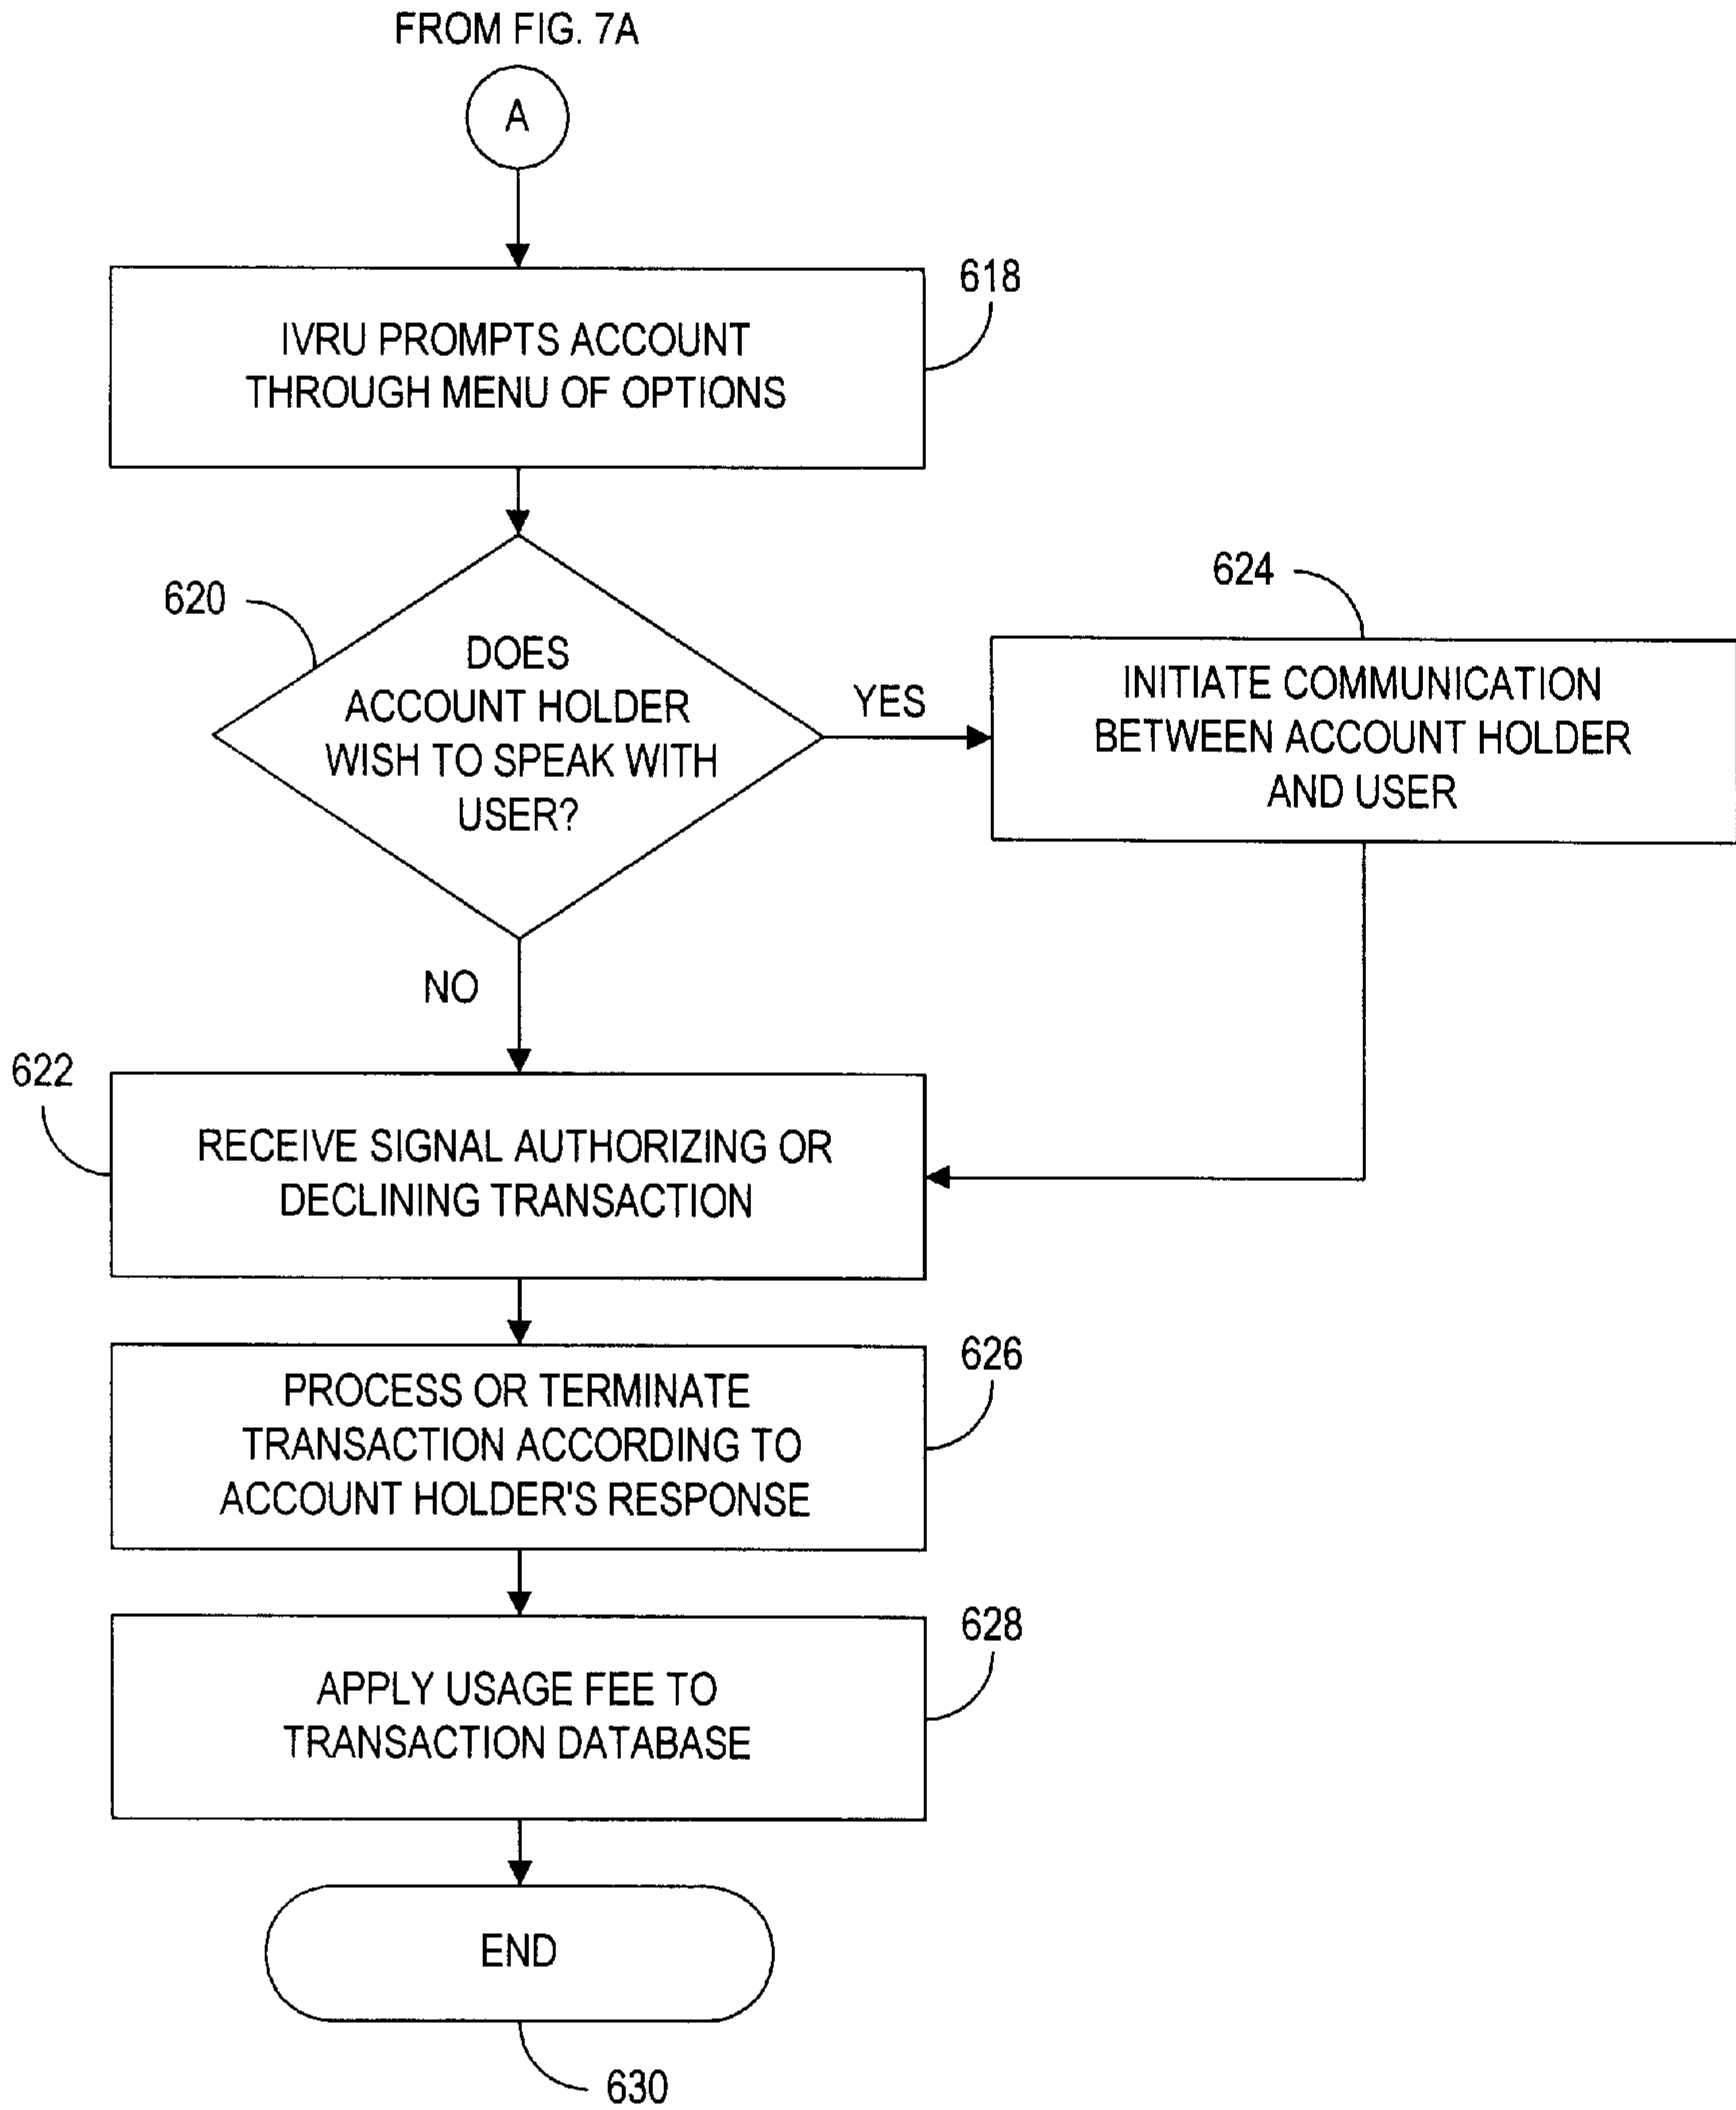 FROM FIG. 7A
A
618
IVRU PROMPTS ACCOUNT
THROUGH MENU OF OPTIONS
620
DOES
ACCOUNT HOLDER
WISH TO SPEAK WITH
USER?
YES
624
INITIATE COMMUNICATION
BETWEEN ACCOUNT HOLDER
AND USER
NO
622
RECEIVE SIGNAL AUTHORIZING OR
DECLINING TRANSACTION
626
PROCESS OR TERMINATE
TRANSACTION ACCORDING TO
ACCOUNT HOLDER'S RESPONSE
628
APPLY USAGE FEE TO
TRANSACTION DATABASE
END
630